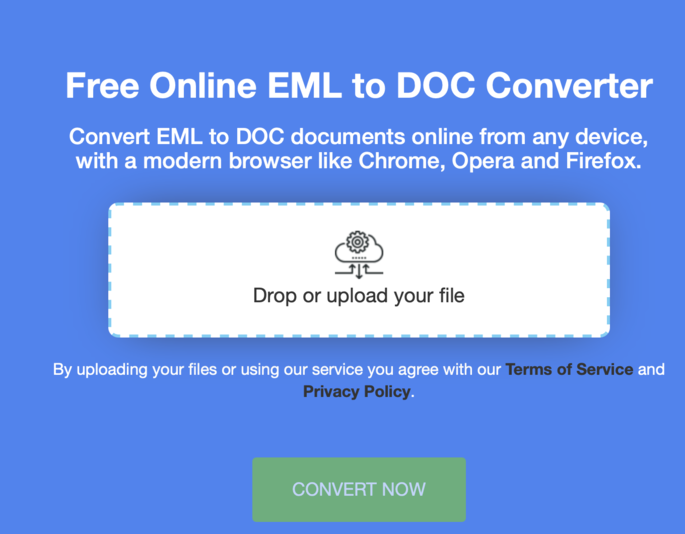 Free Online EML to DOC Converter
Convert EML to DOC documents online from any device,
with a modern browser like Chrome, Opera and Firefox.
Drop or upload your file
By uploading your files or using our service you agree with our Terms of Service and
Privacy Policy.
CONVERT NOW